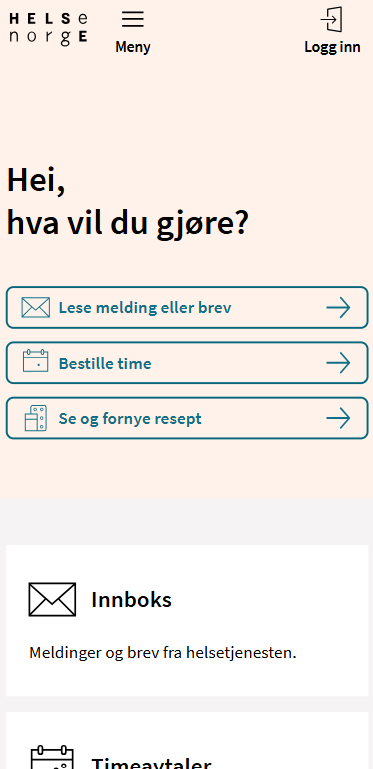 HELSe
norgE
Meny
Logg inn
Hei,
hva vil du gjøre?
Lese melding eller brev
Bestille time
Se og fornye resept
Innboks
Meldinger og brev fra helsetjenesten.
Timeavtaler